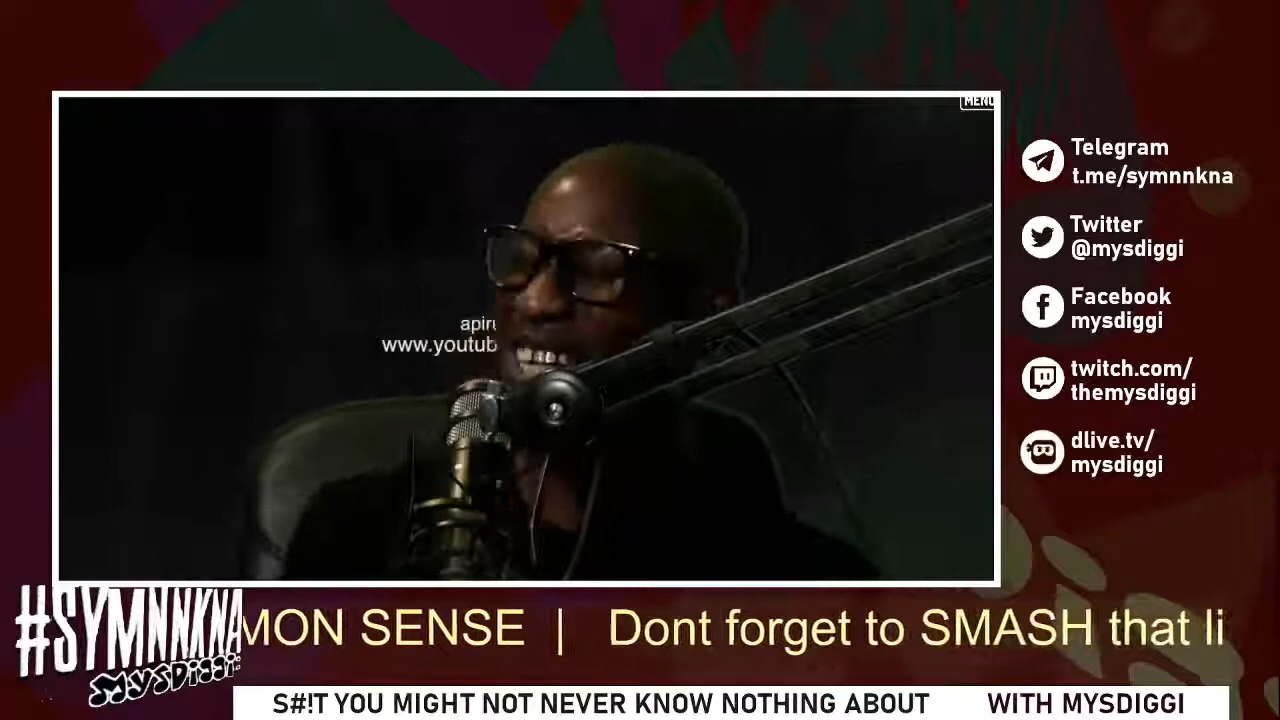 MENU
apiru
www.youtub
Telegram
t.me/symnnkna
Twitter
@mysdiggi
Facebook
mysdiggi
twitch.com/
themysdiggi
dlive.tv/
mysdiggi
#SYMNNKNA
MYSDiggi:
MON SENSE | Dont forget to SMASH that li
S#!T YOU MIGHT NOT NEVER KNOW NOTHING ABOUT WITH MYSDIGGI